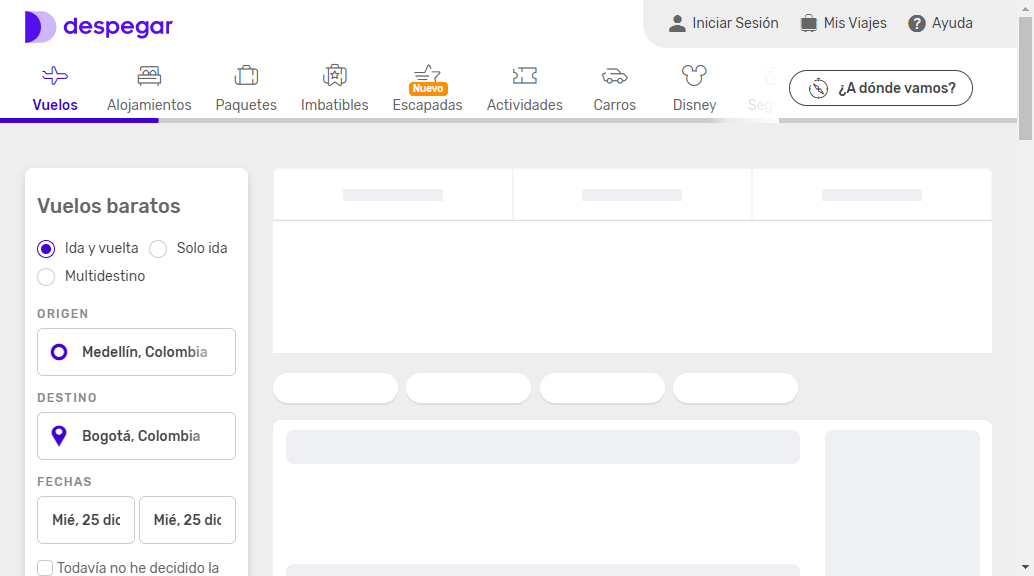 despegar
Iniciar Sesión
Mis Viajes
Ayuda
Vuelos
Alojamientos
Paquetes
Imbatibles
Nuevo
Escapadas
Actividades
Carros
Disney
¿A dónde vamos?
Vuelos baratos
Ida y vuelta
Solo ida
Multidestino
ORIGEN
Medellín, Colombia
DESTINO
Bogotá, Colombia
FECHAS
Mié, 25 dic
Mié, 25 dic
Todavía no he decidido la